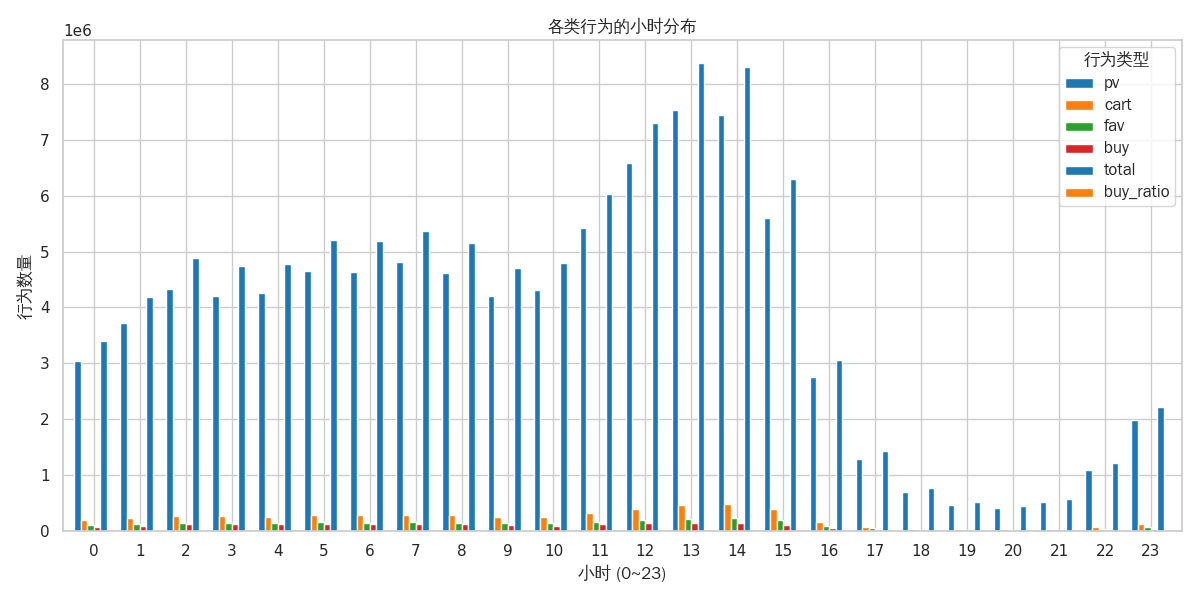 各类行为的小时分布
1e6
8
7
6
5
4
3
2
1
0
行为数量
行为类型
pv
cart
fav
buy
total
buy_ratio
0 1 2 3 4 5 6 7 8 9 10 11 12 13 14 15 16 17 18 19 20 21 22 23
小时 (0~23)